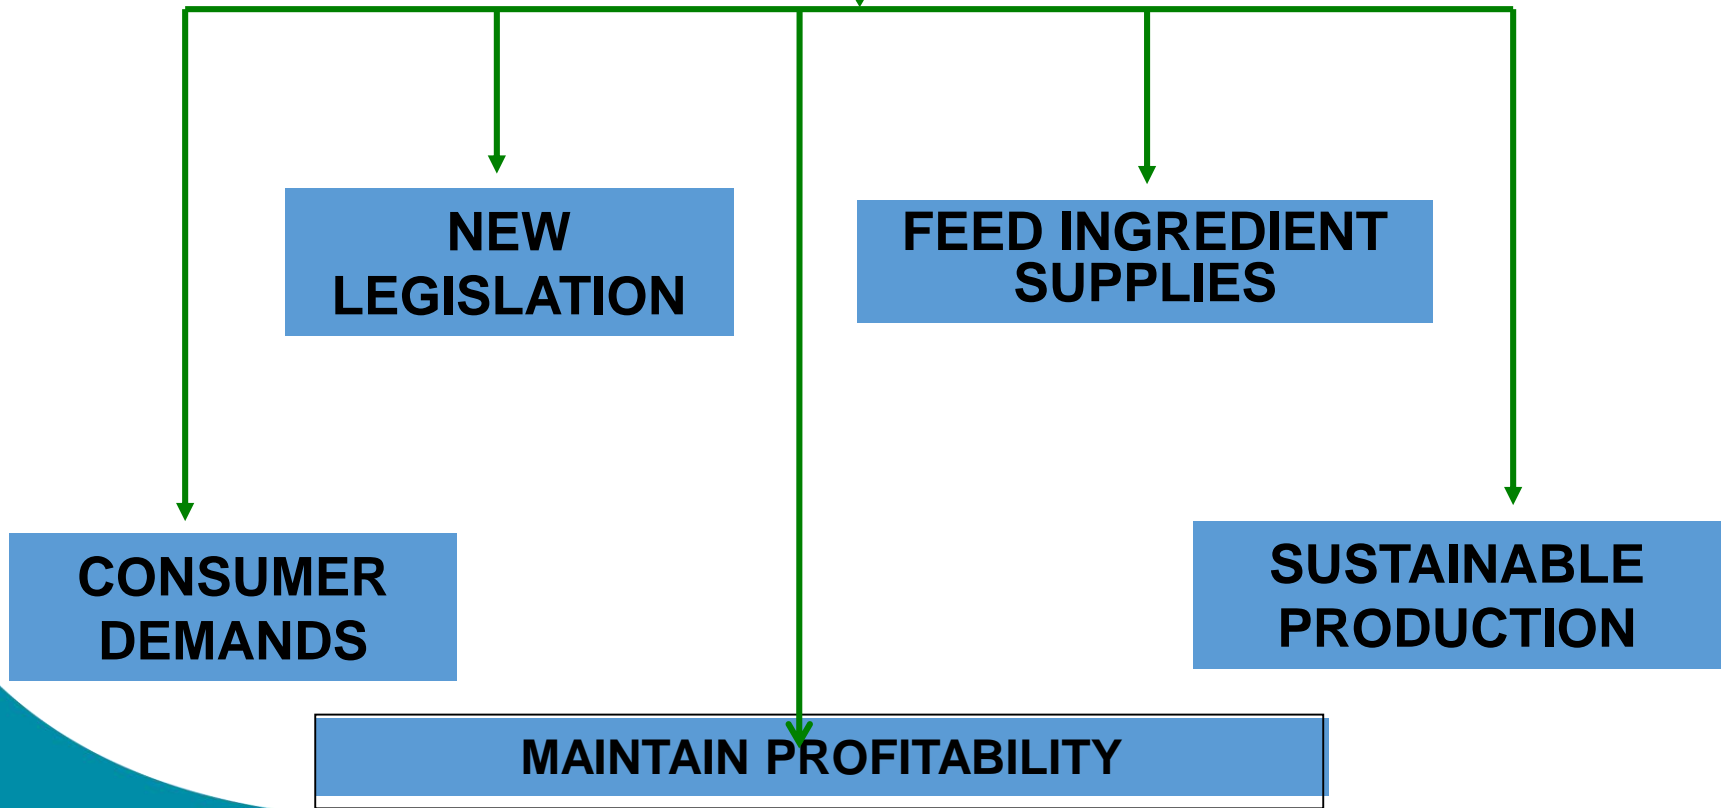 NEW
LEGISLATION
FEED INGREDIENT
SUPPLIES
CONSUMER
DEMANDS
SUSTAINABLE
PRODUCTION
MAINTAIN PROFITABILITY